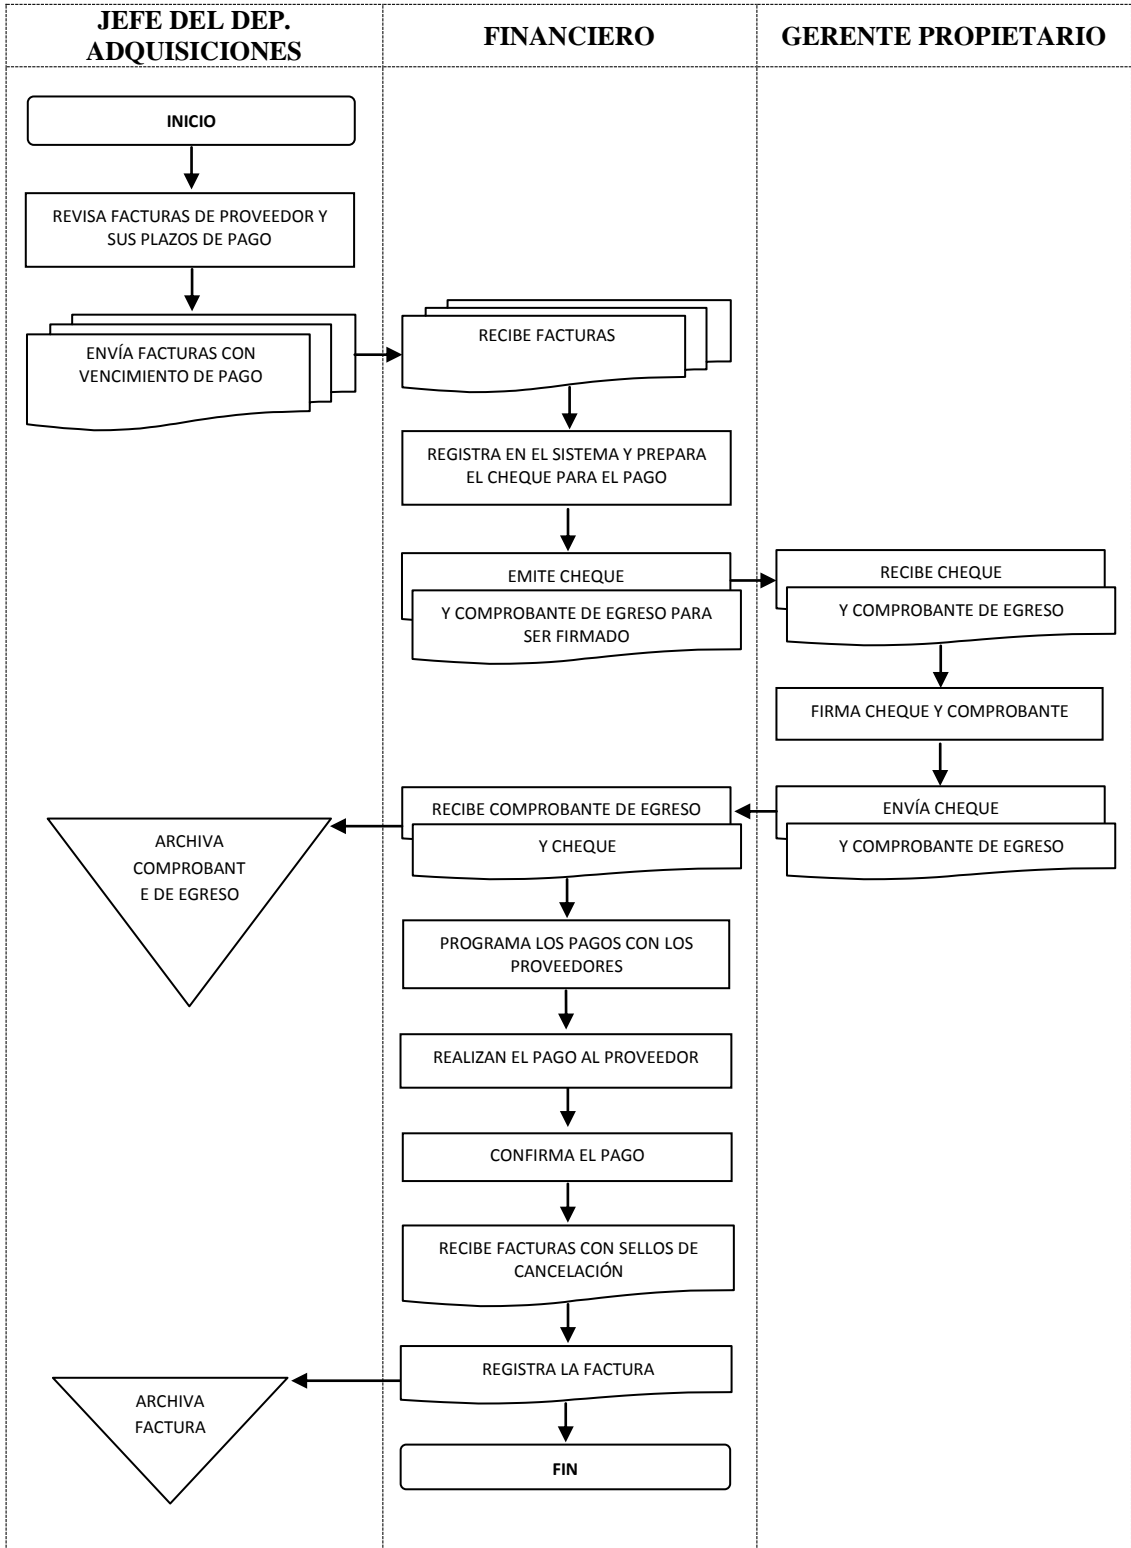 JEFE DEL DEP.
ADQUISICIONES
FINANCIERO
GERENTE PROPIETARIO
INICIO
REVISA FACTURAS DE PROVEEDOR Y
SUS PLAZOS DE PAGO
ENVÍA FACTURAS CON
VENCIMIENTO DE PAGO
RECIBE FACTURAS
REGISTRA EN EL SISTEMA Y PREPARA
EL CHEQUE PARA EL PAGO
EMITE CHEQUE
Y COMPROBANTE DE EGRESO PARA
SER FIRMADO
RECIBE CHEQUE
Y COMPROBANTE DE EGRESO
FIRMA CHEQUE Y COMPROBANTE
ENVÍA CHEQUE
Y COMPROBANTE DE EGRESO
RECIBE COMPROBANTE DE EGRESO
Y CHEQUE
ARCHIVA
COMPROBANT
E DE EGRESO
PROGRAMA LOS PAGOS CON LOS
PROVEEDORES
REALIZAN EL PAGO AL PROVEEDOR
CONFIRMA EL PAGO
RECIBE FACTURAS CON SELLOS DE
CANCELACIÓN
REGISTRA LA FACTURA
ARCHIVA
FACTURA
FIN